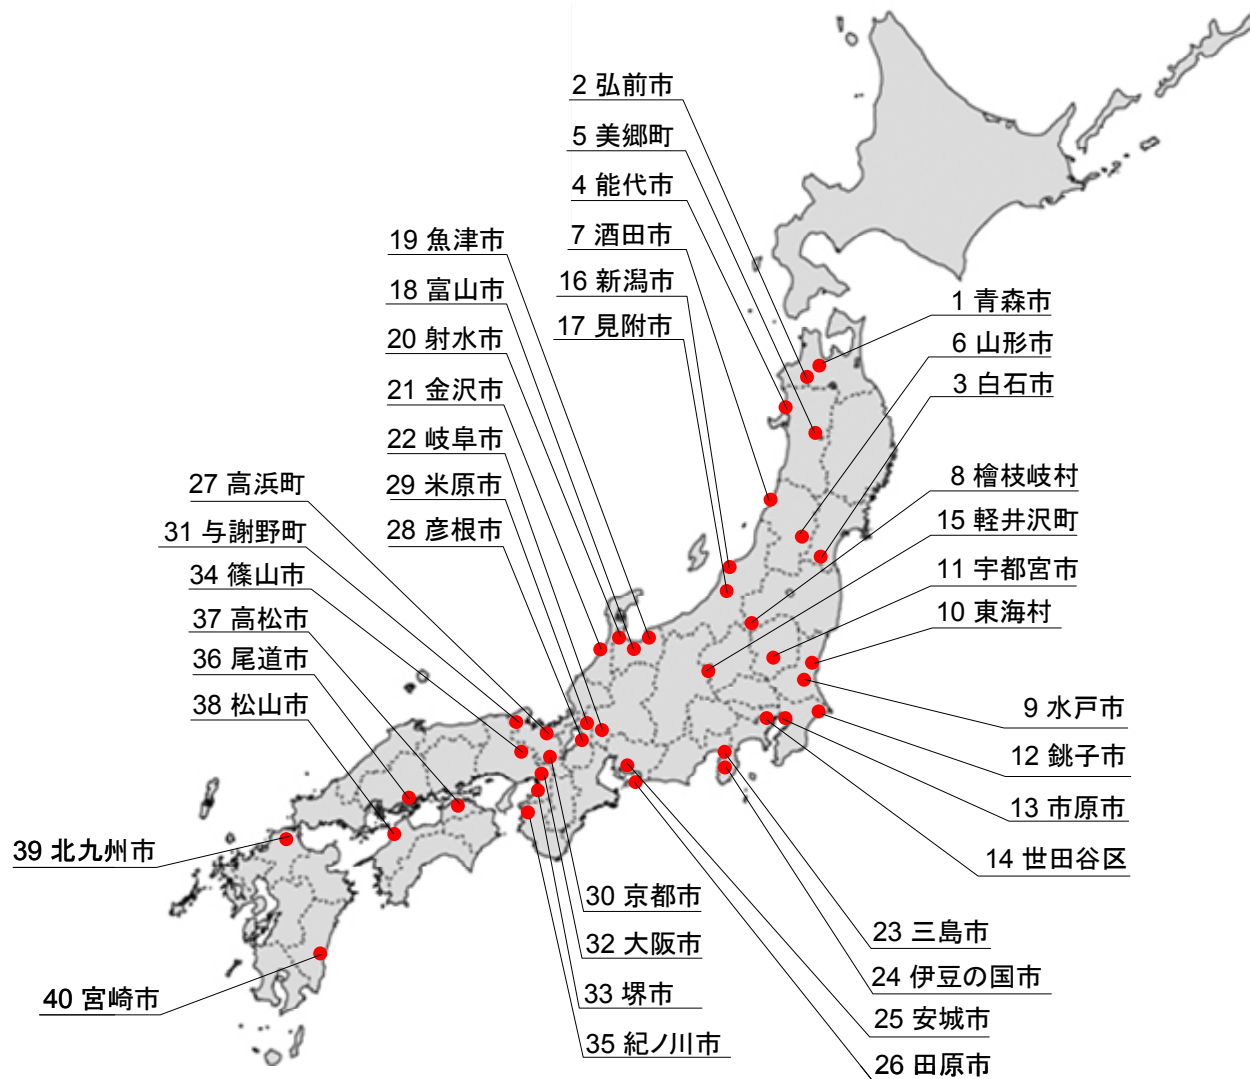 2 弘前市
5 美郷町
4 能代市
7 酒田市
16 新潟市
17 見附市
19 魚津市
18 富山市
20 射水市
21 金沢市
22 岐阜市
29 米原市
28 彦根市
27 高浜町
31 与謝野町
34 篠山市
37 高松市
36 尾道市
38 松山市
39 北九州市
40 宮崎市
1 青森市
6 山形市
3 白石市
8 檜枝岐村
15 軽井沢町
11 宇都宮市
10 東海村
9 水戸市
12 銚子市
13 市原市
14 世田谷区
30 京都市
32 大阪市
33 堺市
35 紀ノ川市
23 三島市
24 伊豆の国市
25 安城市
26 田原市